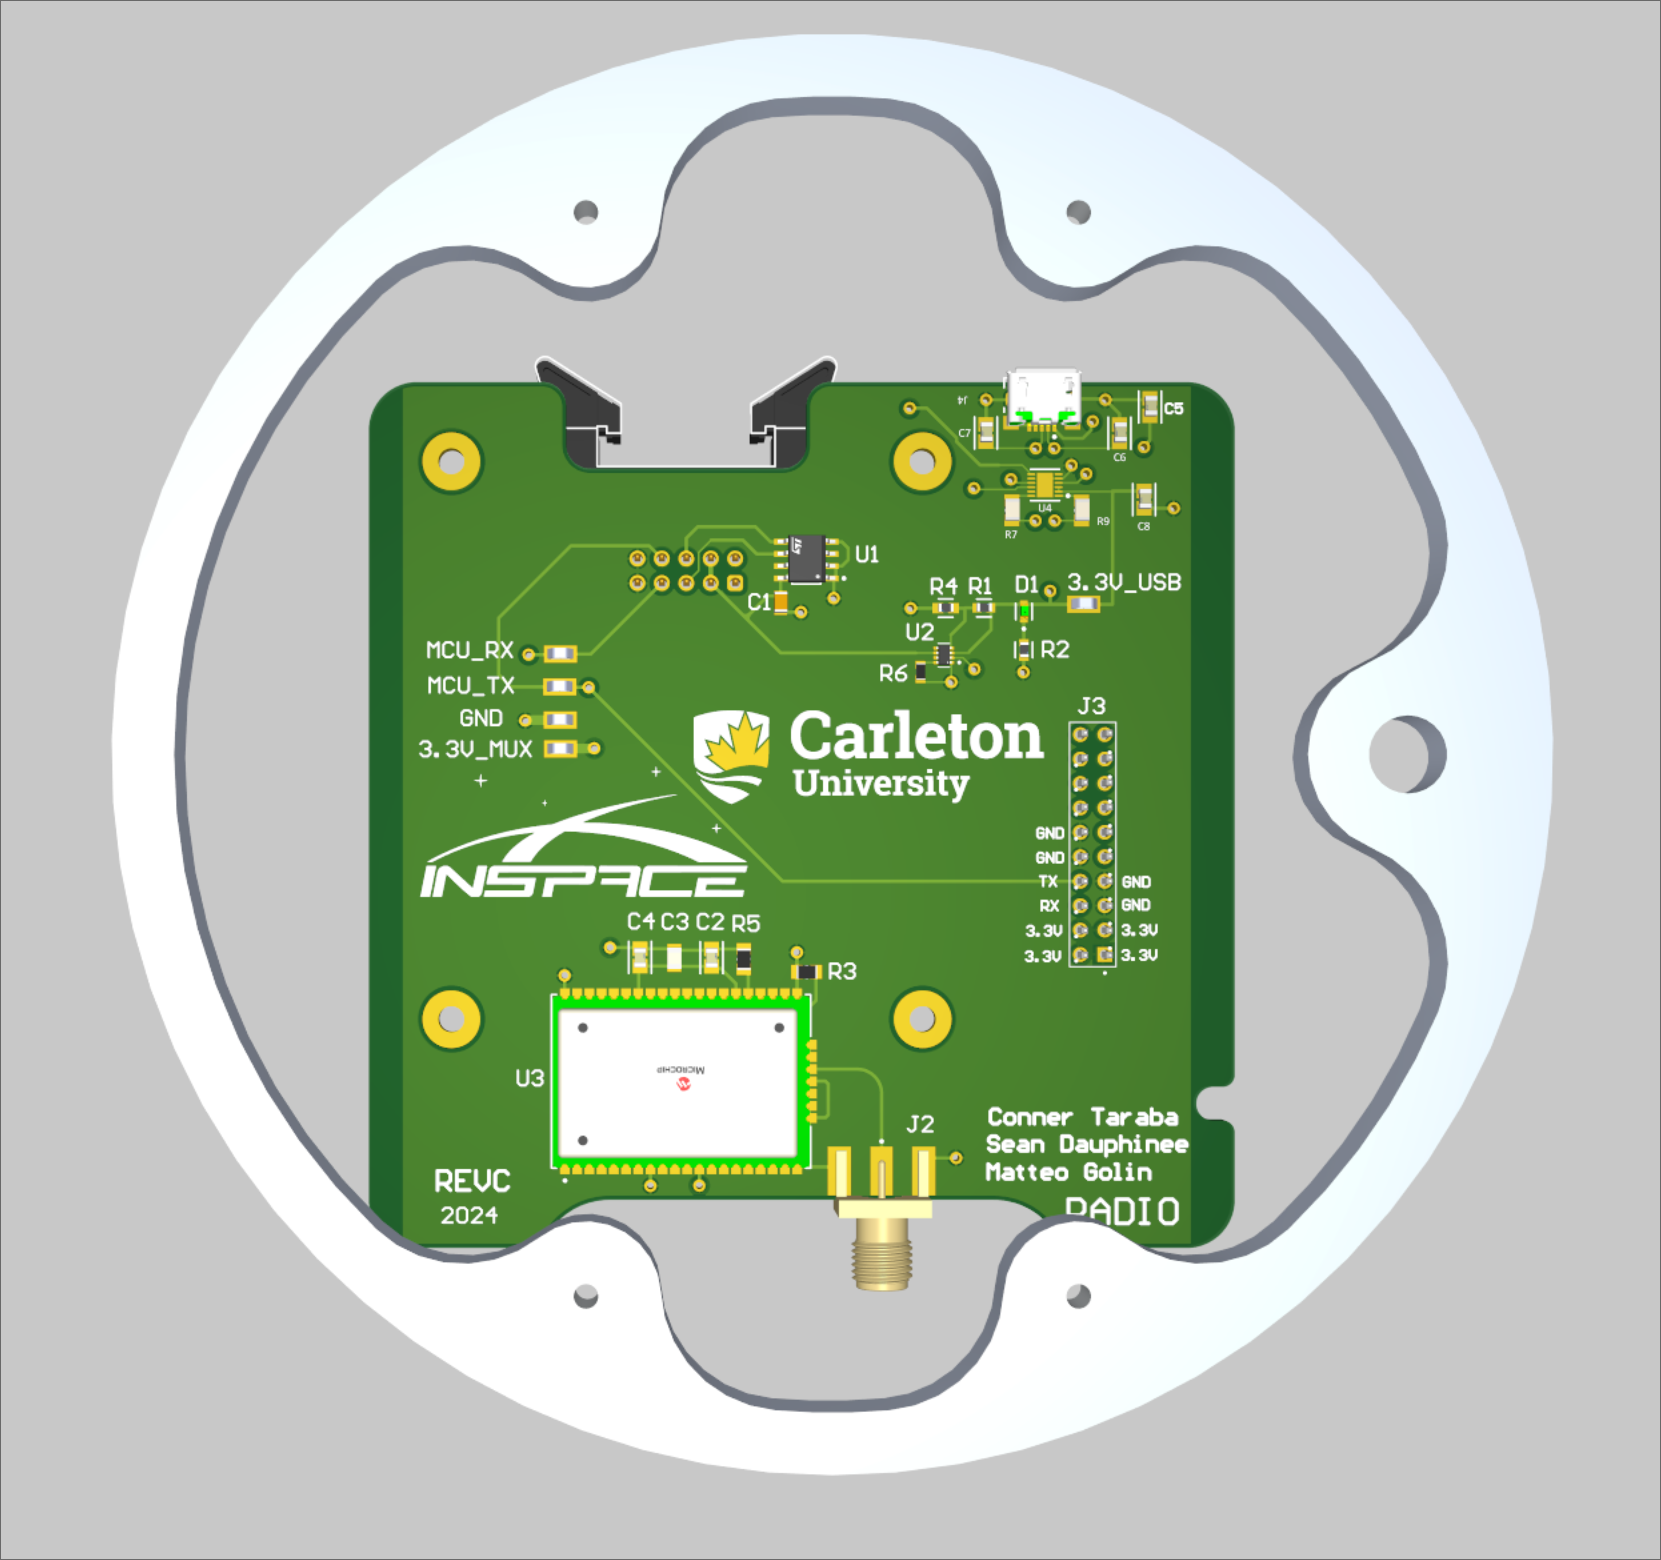 J4
C5
C7
C6
U4
R7
R9
C8
U1
C1
R4 R1 D1 3.3V_USB
U2
R2
R6
MCU_RX
MCU_TX
GND
3.3V_MUX
J3
Carleton
University
GND
GND
TX GND
RX GND
3.3V 3.3V
3.3V 3.3V
INSPACE
C4 C3 C2 R5
R3
MICROCHIP
U3
J2
Conner Taraba
Sean Dauphinee
Matteo Golin
REVC
2024
RADIO